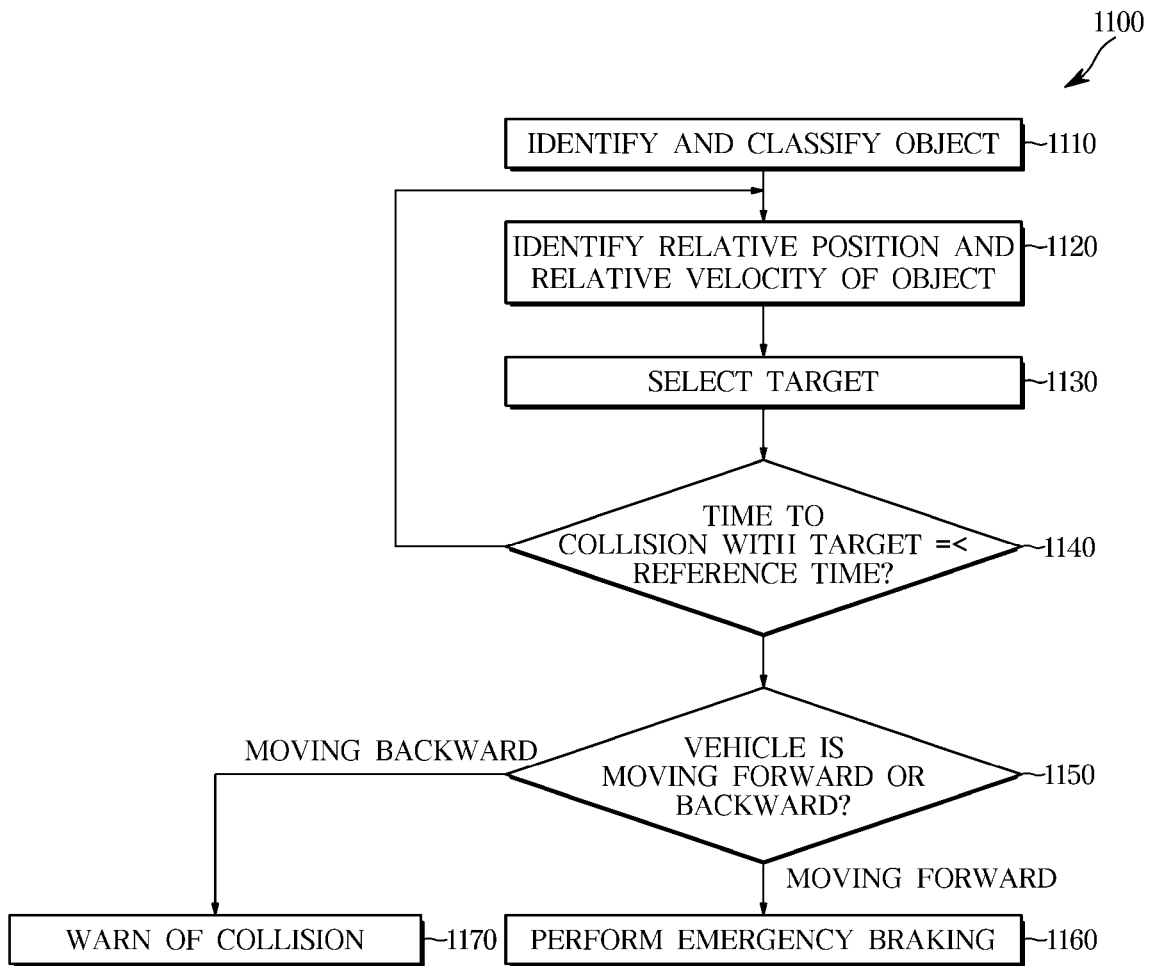 1100
IDENTIFY AND CLASSIFY OBJECT
1110
IDENTIFY RELATIVE POSITION AND
RELATIVE VELOCITY OF OBJECT
1120
SELECT TARGET
1130
TIME TO
COLLISION WITH TARGET =<
REFERENCE TIME?
1140
VEHICLE IS
MOVING FORWARD OR
BACKWARD?
1150
MOVING BACKWARD
MOVING FORWARD
WARN OF COLLISION
1170
PERFORM EMERGENCY BRAKING
1160